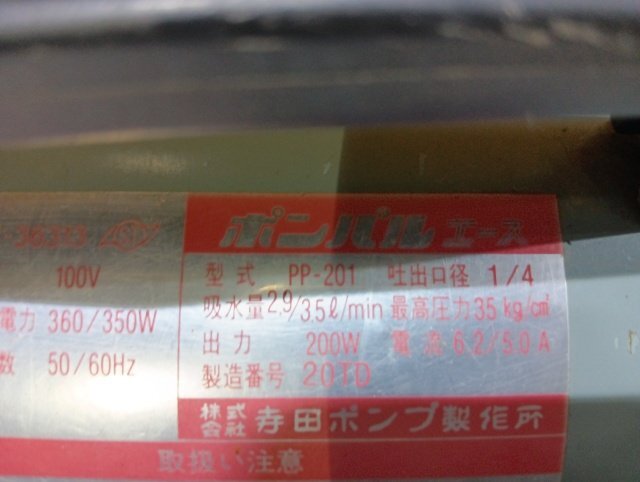 ポンパル エース
100V
型式 PP-201 吐出口径 1/4
吸水量 2.9/3.5ℓ/min 最高圧力 35kg/cm²
電力 360/350W
出力 200W 電流 6.2/5.0A
数 50/60Hz
製造番号 20TD
株式会社 寺田ポンプ製作所
取扱い注意